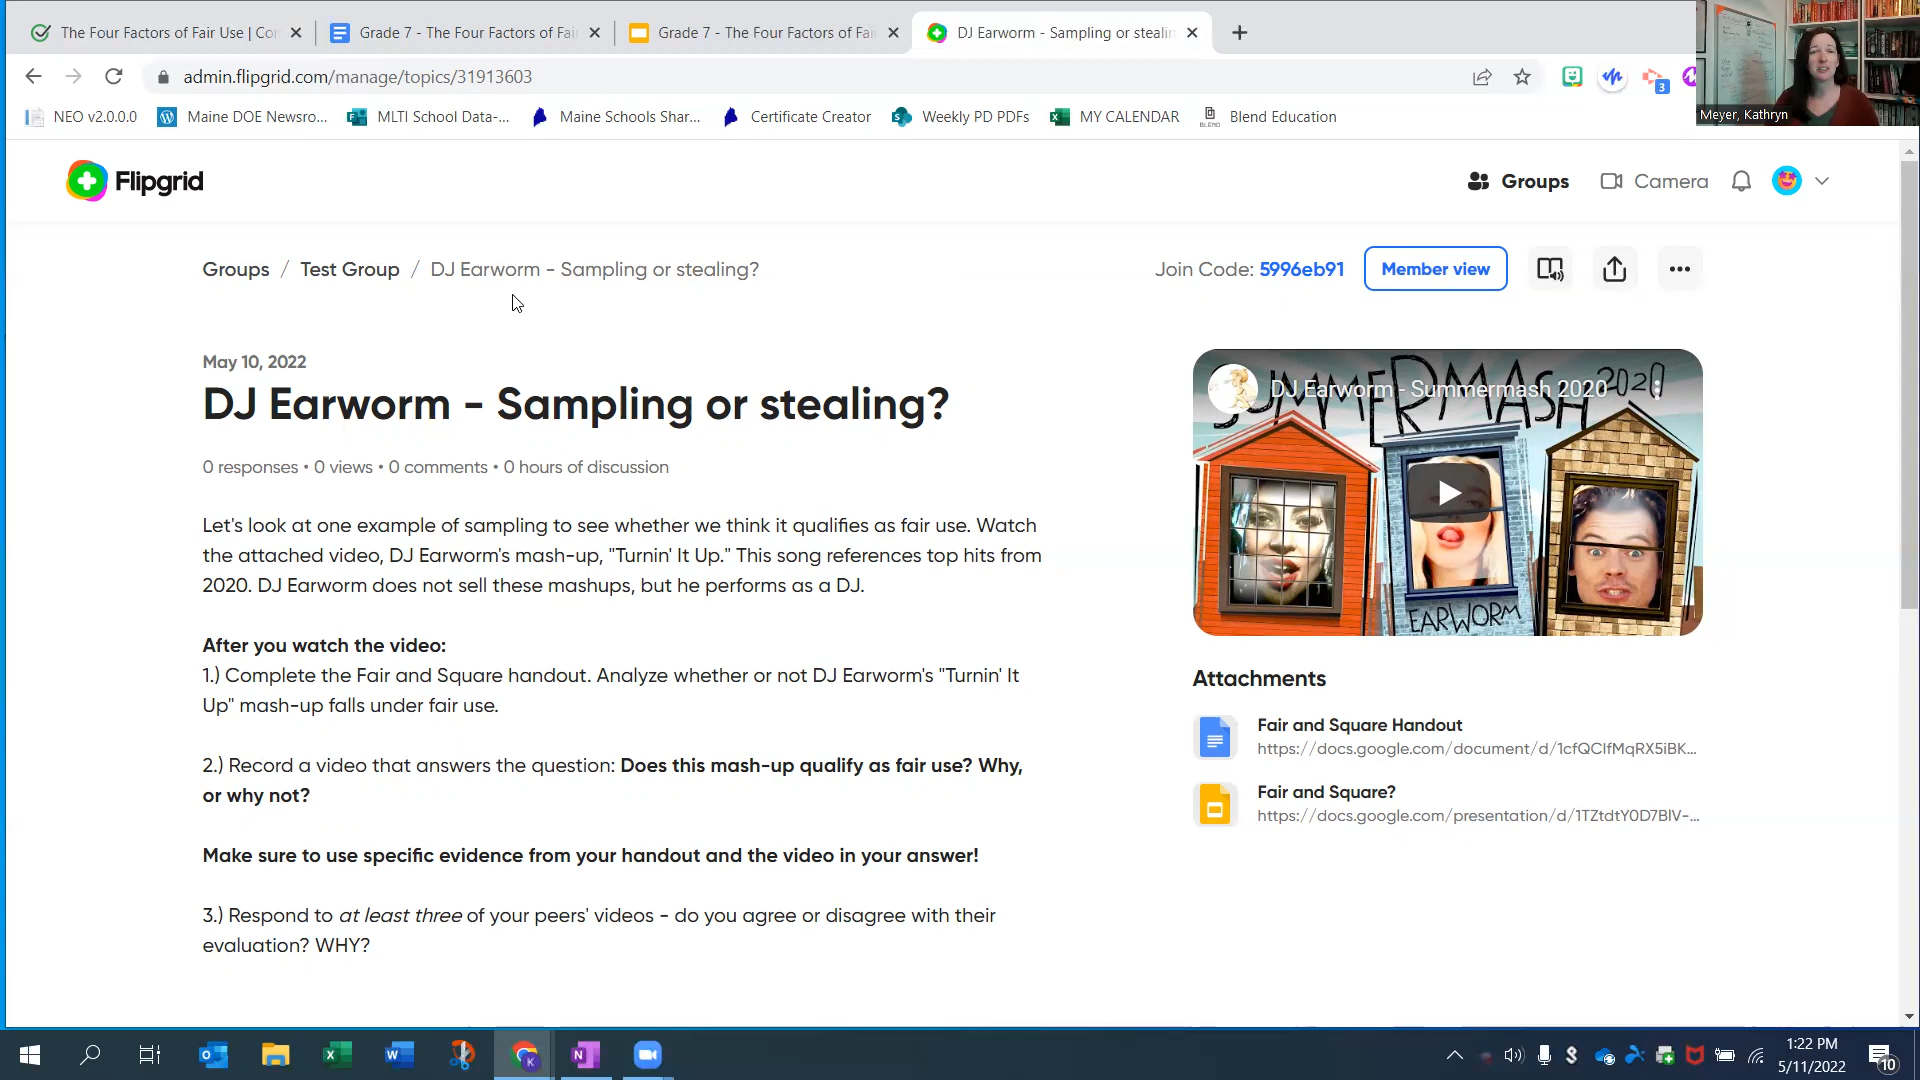 The Four Factors of Fair Use | Co
Grade 7 - The Four Factors of Fai
Grade 7 - The Four Factors of Fai
DJ Earworm - Sampling or stealin
admin.flipgrid.com/manage/topics/31913603
3
NEO v2.0.0.0
Maine DOE Newsro...
MLTI School Data-...
Maine Schools Shar...
Certificate Creator
Weekly PD PDFs
MY CALENDAR
BLEND
Blend Education
Meyer, Kathryn
Flipgrid
Groups
Camera
Groups / Test Group / DJ Earworm - Sampling or stealing?
Join Code: 5996eb91
Member view
May 10, 2022
DJ Earworm - Sampling or stealing?
0 responses • 0 views • 0 comments • 0 hours of discussion
Let's look at one example of sampling to see whether we think it qualifies as fair use. Watch
the attached video, DJ Earworm's mash-up, "Turnin' It Up." This song references top hits from
2020. DJ Earworm does not sell these mashups, but he performs as a DJ.
After you watch the video:
1.) Complete the Fair and Square handout. Analyze whether or not DJ Earworm's "Turnin' It
Up" mash-up falls under fair use.
2.) Record a video that answers the question: Does this mash-up qualify as fair use? Why,
or why not?
Make sure to use specific evidence from your handout and the video in your answer!
3.) Respond to at least three of your peers' videos - do you agree or disagree with their
evaluation? WHY?
SUMMERMASH 2020
DJ Earworm - Summermash 2020
EARWORM
Attachments
Fair and Square Handout
https://docs.google.com/document/d/1cfQCIfMqRX5iBK...
Fair and Square?
https://docs.google.com/presentation/d/1TZtdtY0D7BlV-...
1:22 PM
5/11/2022
10